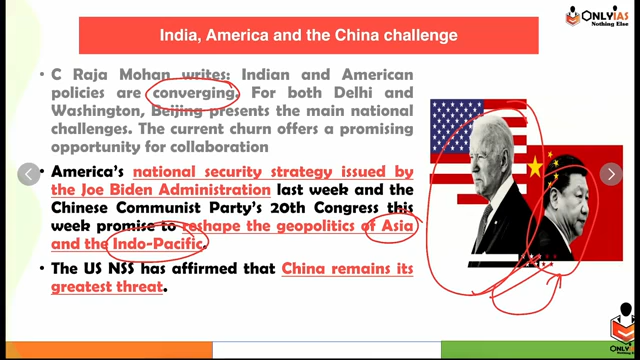 ONLYIAS
Nothing Else
India, America and the China challenge
• C Raja Mohan writes: Indian and American
policies are converging. For both Delhi and
Washington, Beijing presents the main national
challenges. The current churn offers a promising
opportunity for collaboration
• America's national security strategy issued by
the Joe Biden Administration last week and the
Chinese Communist Party's 20th Congress this
week promise to reshape the geopolitics of Asia
and the Indo-Pacific.
• The US NSS has affirmed that China remains its
greatest threat.
ONLY